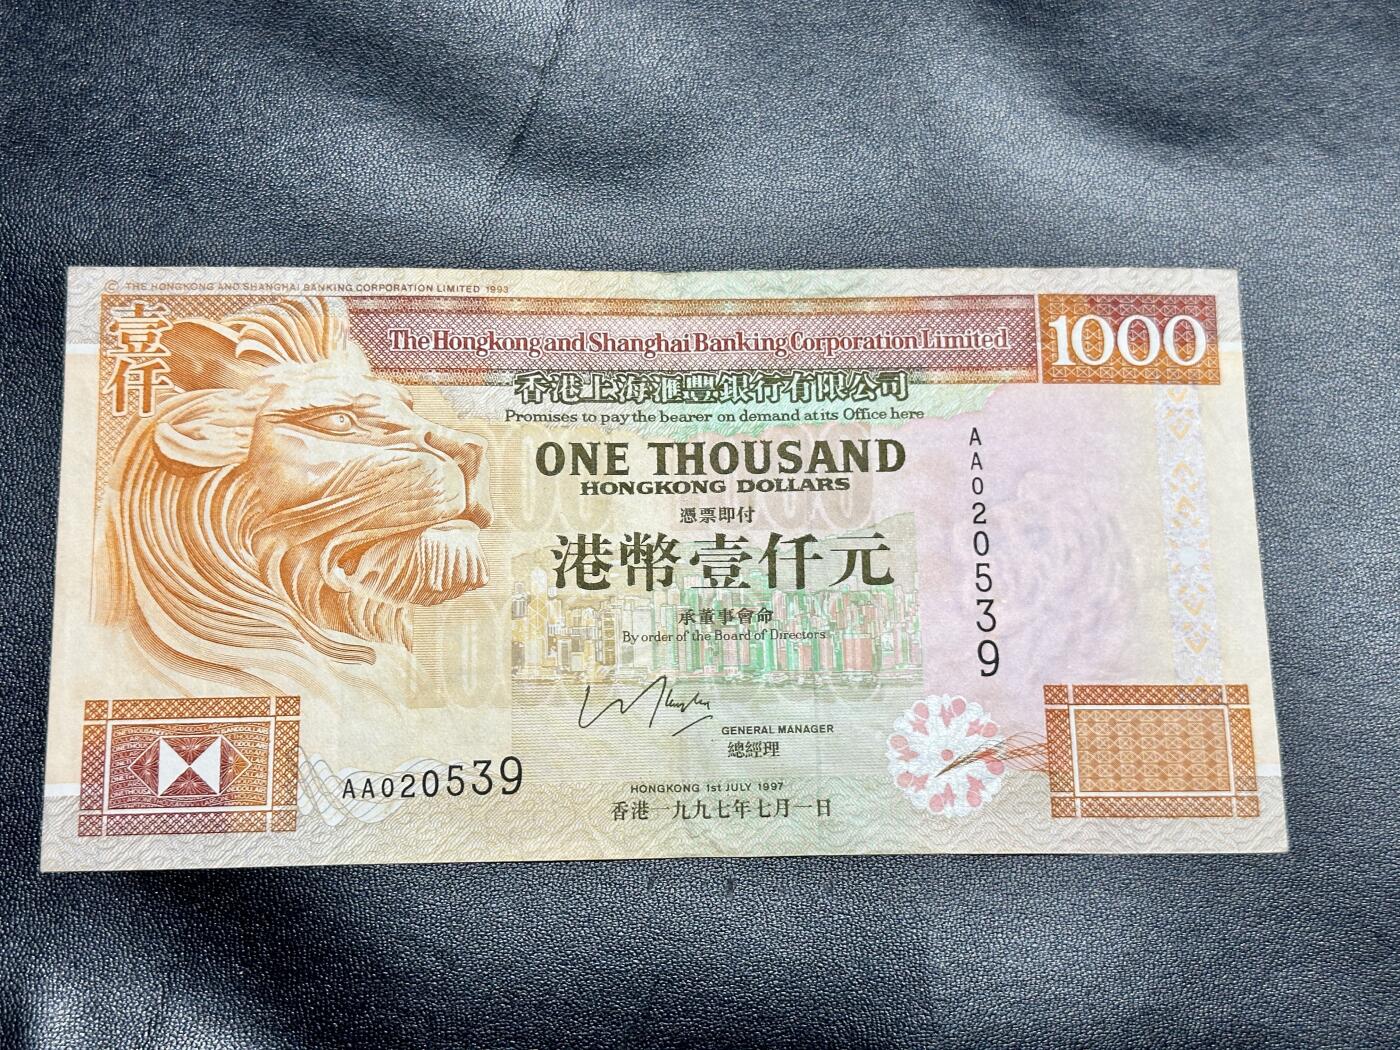 © THE HONGKONG AND SHANGHAI BANKING CORPORATION LIMITED 1993
壹仟
The Hongkong and Shanghai Banking Corporation Limited
1000
香港上海滙豐銀行有限公司
Promises to pay the bearer on demand at its Office here
ONE THOUSAND
HONGKONG DOLLARS
憑票即付
港幣壹仟元
承董事會命
By order of the Board of Directors
AA020539
GENERAL MANAGER
總經理
AA020539
HONGKONG 1st JULY 1997
香港一九九七年七月一日